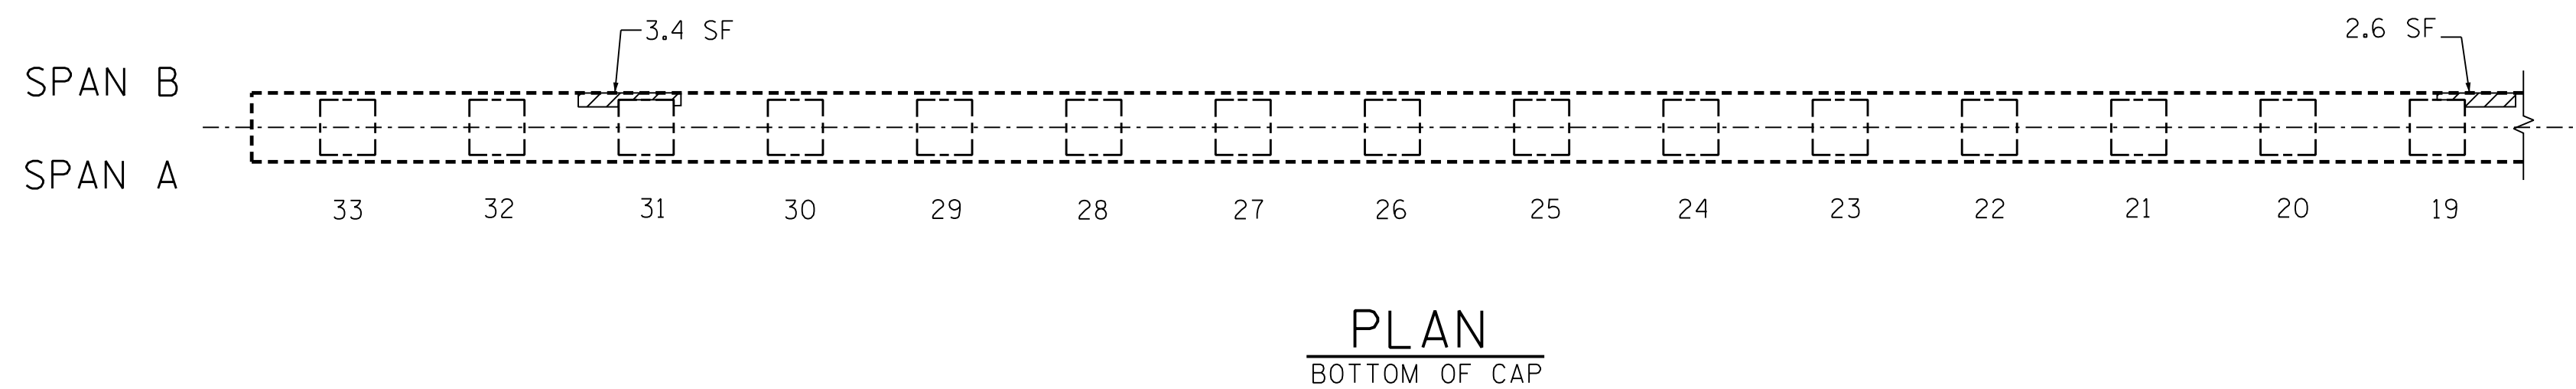 3.4 SF
2.6 SF
SPAN B
SPAN A
33 32 31 30 29 28 27 26 25 24 23 22 21 20 19
PLAN
BOTTOM OF CAP